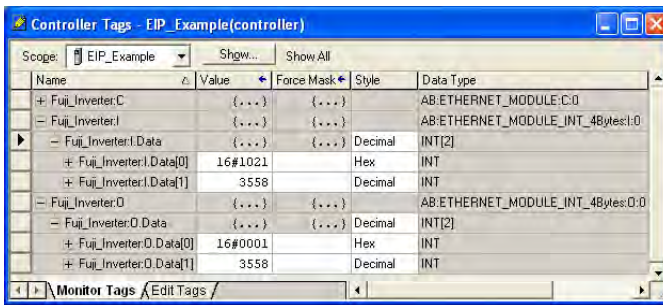 Controller Tags - EIP_Example(controller)
Scope: EIP_Example Show... Show All
Name Value Force Mask Style Data Type
+ Fuji_Inverter:C {...} {...} AB:ETHERNET_MODULE:C:0
− Fuji_Inverter:I {...} {...} AB:ETHERNET_MODULE_INT_4Bytes:I:0
− Fuji_Inverter:I.Data {...} {...} Decimal INT[2]
+ Fuji_Inverter:I.Data[0] 16#1021 Hex INT
+ Fuji_Inverter:I.Data[1] 3558 Decimal INT
− Fuji_Inverter:O {...} {...} AB:ETHERNET_MODULE_INT_4Bytes:O:0
− Fuji_Inverter:O.Data {...} {...} Decimal INT[2]
+ Fuji_Inverter:O.Data[0] 16#0001 Hex INT
+ Fuji_Inverter:O.Data[1] 3558 Decimal INT
Monitor Tags Edit Tags